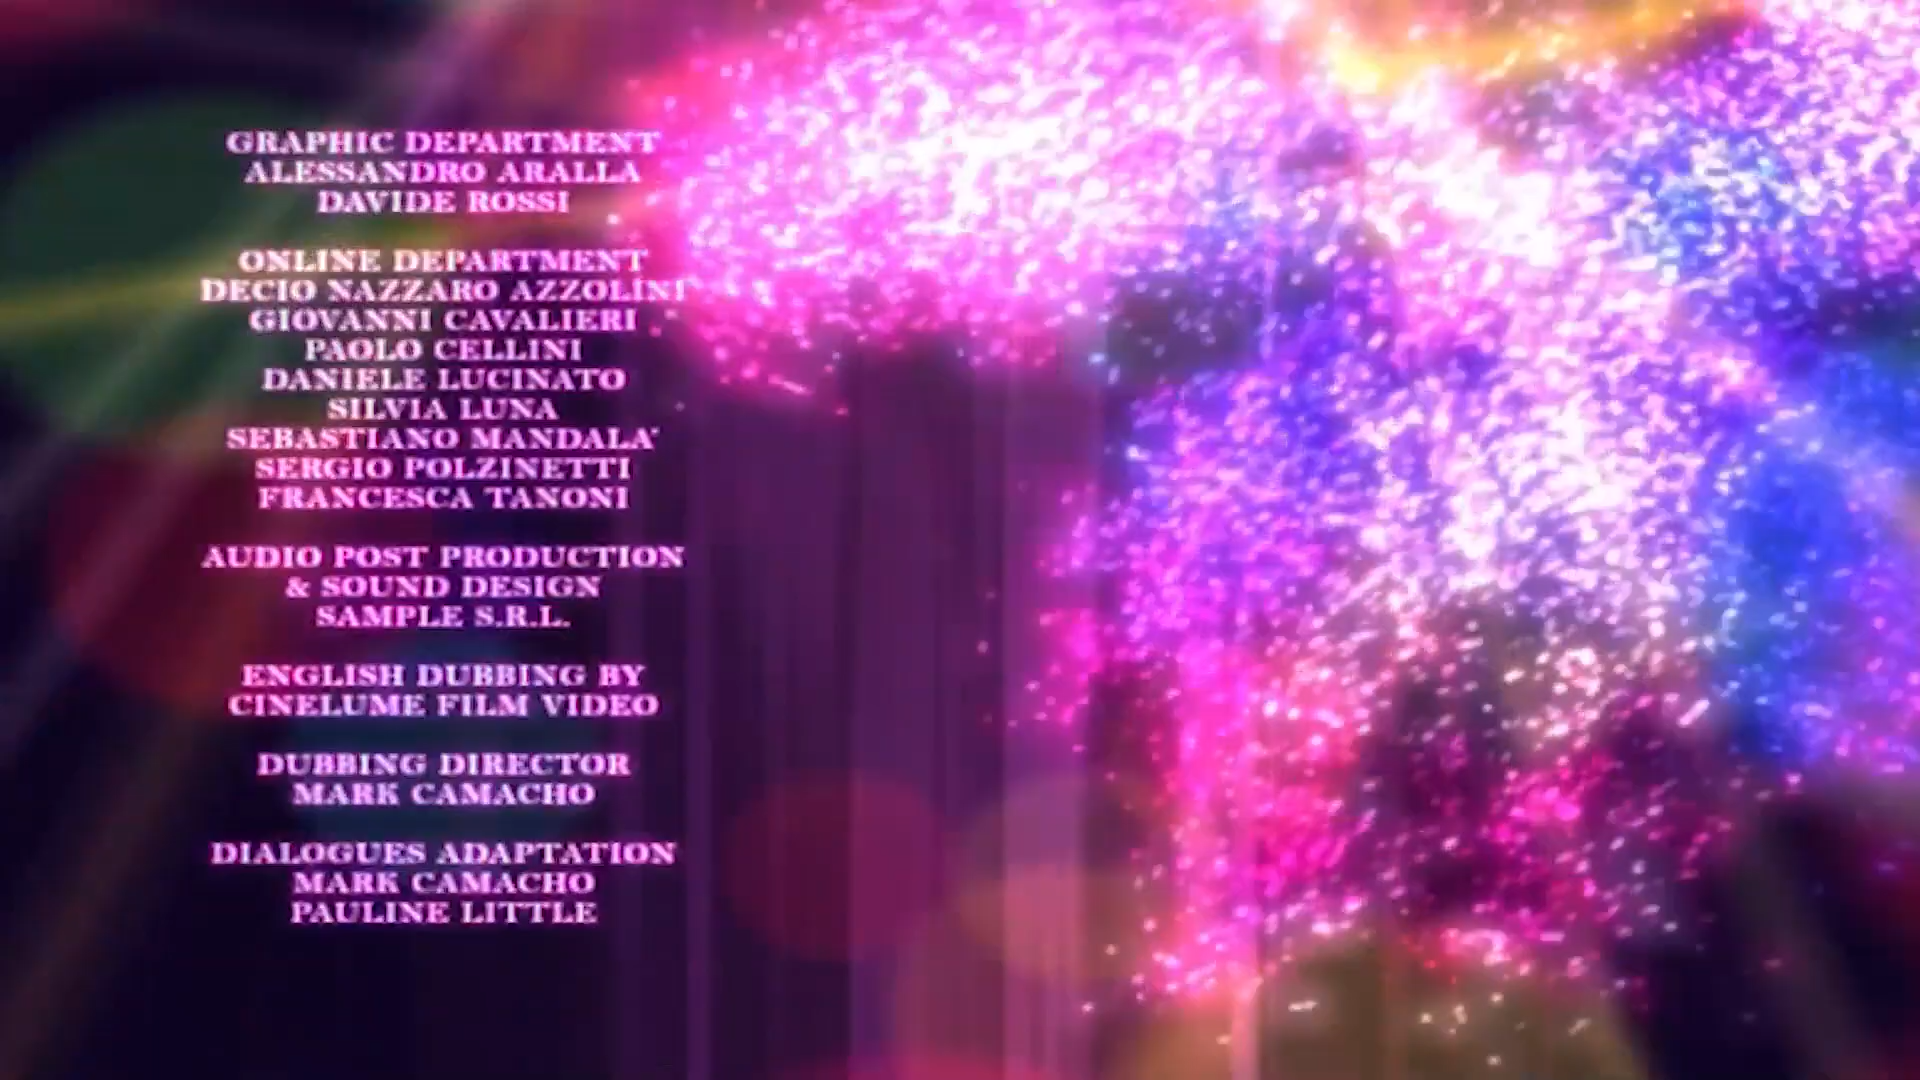 GRAPHIC DEPARTMENT
ALESSANDRO ARALLA
DAVIDE ROSSI
ONLINE DEPARTMENT
DECIO NAZZARO AZZOLINI
GIOVANNI CAVALIERI
PAOLO CELLINI
DANIELE LUCINATO
SILVIA LUNA
SEBASTIANO MANDALA'
SERGIO POLZINETTI
FRANCESCA TANONI
AUDIO POST PRODUCTION
& SOUND DESIGN
SAMPLE S.R.L.
ENGLISH DUBBING BY
CINELUME FILM VIDEO
DUBBING DIRECTOR
MARK CAMACHO
DIALOGUES ADAPTATION
MARK CAMACHO
PAULINE LITTLE